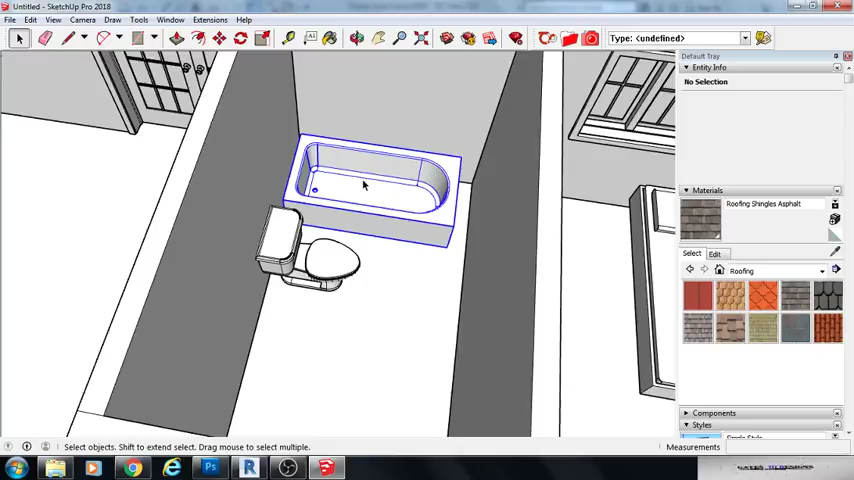 Untitled - SketchUp Pro 2018
File Edit View Camera Draw Tools Window Extensions Help
Type: <undefined>
Default Tray
Entity Info
No Selection
Materials
Roofing Shingles Asphalt
Select Edit
Roofing
Components
Styles
Select objects. Shift to extend select. Drag mouse to select multiple.
Measurements
Ps
R